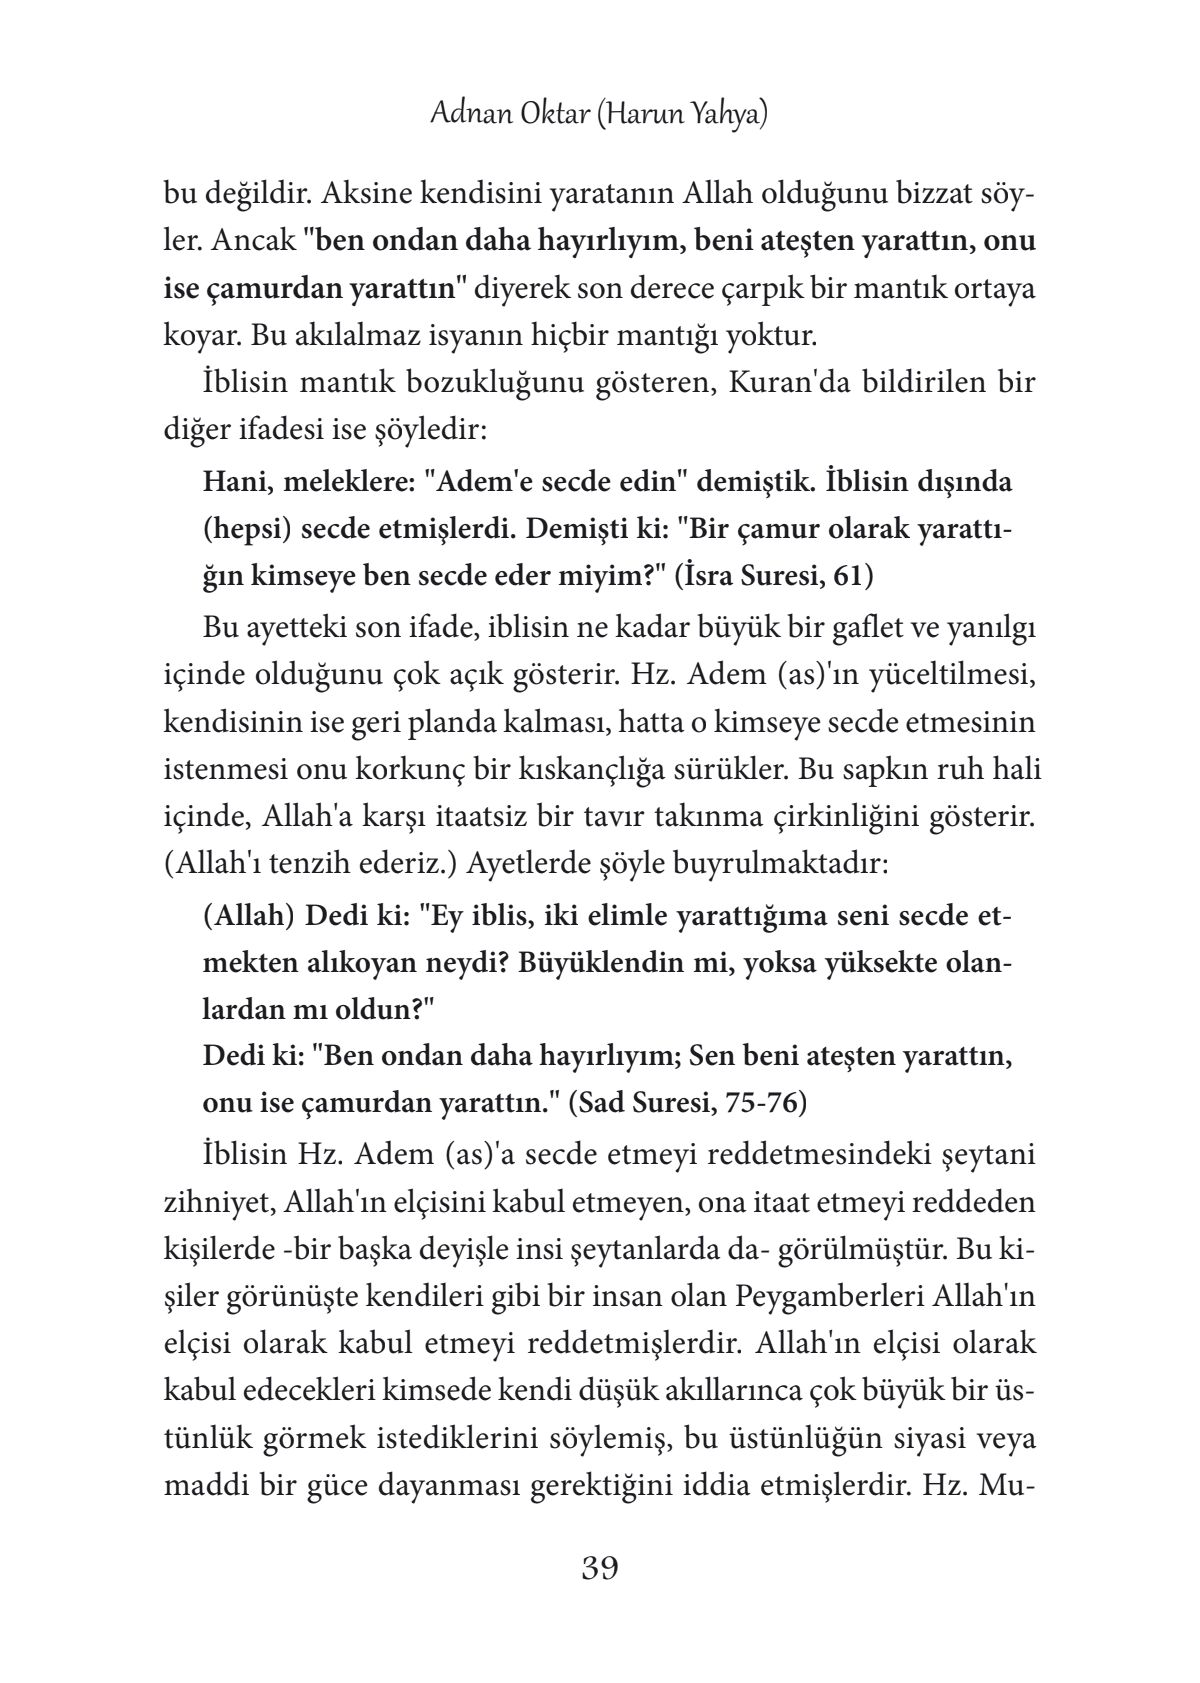 Adnan Oktar (Harun Yahya)
bu değildir. Aksine kendisini yaratanın Allah olduğunu bizzat söy-
ler. Ancak "ben ondan daha hayırlıyım, beni ateşten yarattın, onu
ise çamurdan yarattın" diyerek son derece çarpık bir mantık ortaya
koyar. Bu akılalmaz isyanın hiçbir mantığı yoktur.
İblisin mantık bozukluğunu gösteren, Kuran'da bildirilen bir
diğer ifadesi ise şöyledir:
Hani, meleklere: "Adem'e secde edin" demiştik. İblisin dışında
(hepsi) secde etmişlerdi. Demişti ki: "Bir çamur olarak yarattı-
ğın kimseye ben secde eder miyim?" (İsra Suresi, 61)
Bu ayetteki son ifade, iblisin ne kadar büyük bir gaflet ve yanılgı
içinde olduğunu çok açık gösterir. Hz. Adem (as)'ın yüceltilmesi,
kendisinin ise geri planda kalması, hatta o kimseye secde etmesinin
istenmesi onu korkunç bir kıskançlığa sürükler. Bu sapkın ruh hali
içinde, Allah'a karşı itaatsiz bir tavır takınma çirkinliğini gösterir.
(Allah'ı tenzih ederiz.) Ayetlerde şöyle buyrulmaktadır:
(Allah) Dedi ki: "Ey iblis, iki elimle yarattığıma seni secde et-
mekten alıkoyan neydi? Büyüklendin mi, yoksa yüksekte olan-
lardan mı oldun?"
Dedi ki: "Ben ondan daha hayırlıyım; Sen beni ateşten yarattın,
onu ise çamurdan yarattın." (Sad Suresi, 75-76)
İblisin Hz. Adem (as)'a secde etmeyi reddetmesindeki şeytani
zihniyet, Allah'ın elçisini kabul etmeyen, ona itaat etmeyi reddeden
kişilerde -bir başka deyişle insi şeytanlarda da- görülmüştür. Bu ki-
şiler görünüşte kendileri gibi bir insan olan Peygamberleri Allah'ın
elçisi olarak kabul etmeyi reddetmişlerdir. Allah'ın elçisi olarak
kabul edecekleri kimsede kendi düşük akıllarınca çok büyük bir üs-
tünlük görmek istediklerini söylemiş, bu üstünlüğün siyasi veya
maddi bir güce dayanması gerektiğini iddia etmişlerdir. Hz. Mu-
39